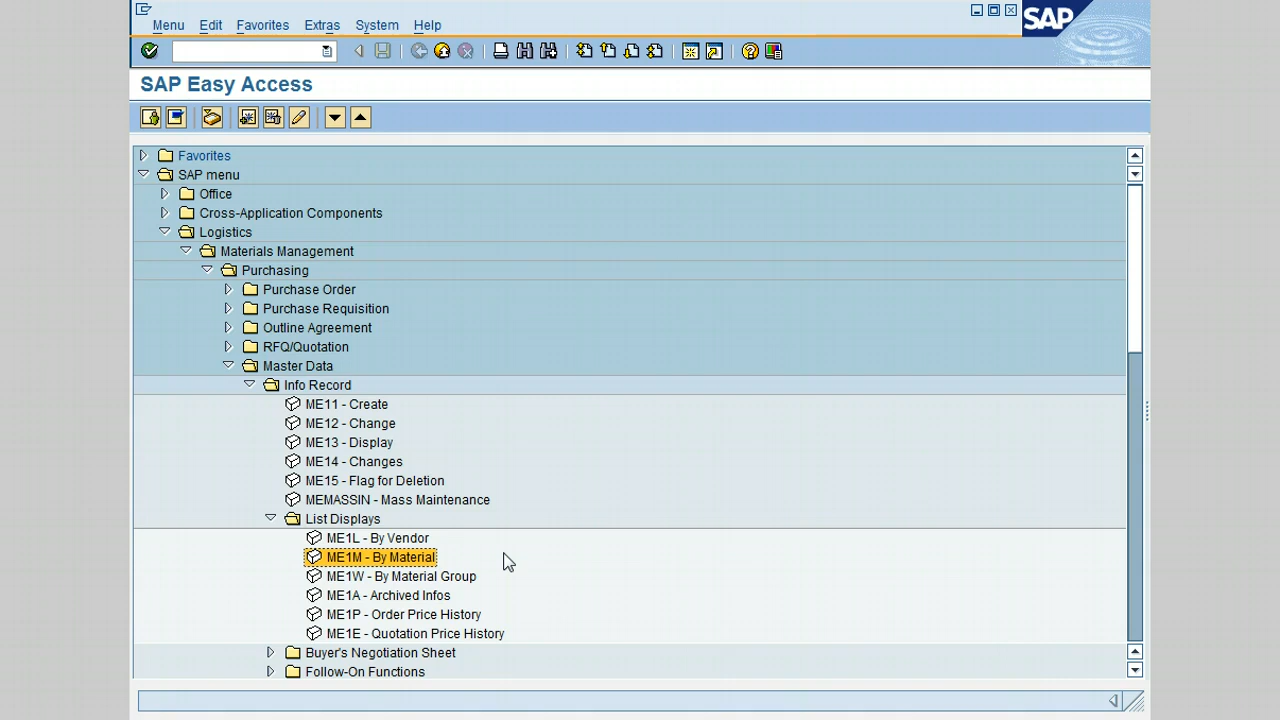 Menu Edit Favorites Extras System Help
SAP
SAP Easy Access
Favorites
SAP menu
Office
Cross-Application Components
Logistics
Materials Management
Purchasing
Purchase Order
Purchase Requisition
Outline Agreement
RFQ/Quotation
Master Data
Info Record
ME11 - Create
ME12 - Change
ME13 - Display
ME14 - Changes
ME15 - Flag for Deletion
MEMASSIN - Mass Maintenance
List Displays
ME1L - By Vendor
ME1M - By Material
ME1W - By Material Group
ME1A - Archived Infos
ME1P - Order Price History
ME1E - Quotation Price History
Buyer's Negotiation Sheet
Follow-On Functions